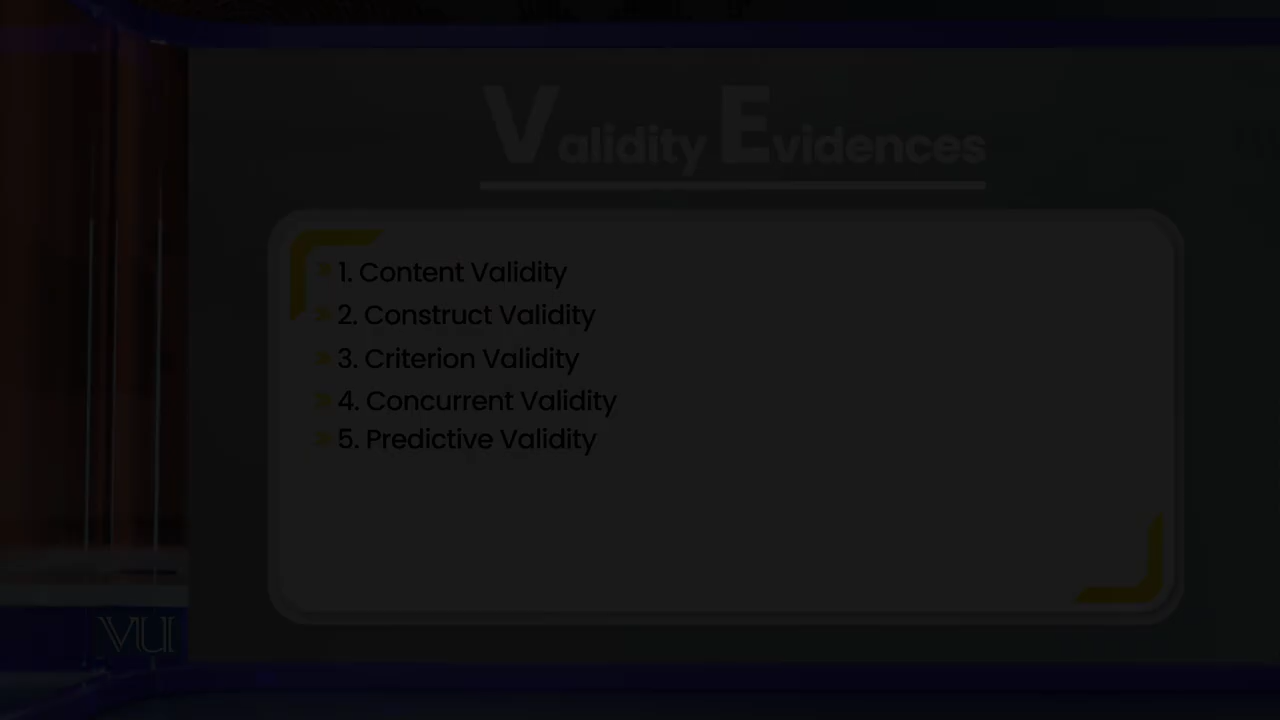 Validity Evidences
1. Content Validity
2. Construct Validity
3. Criterion Validity
4. Concurrent Validity
5. Predictive Validity
VU